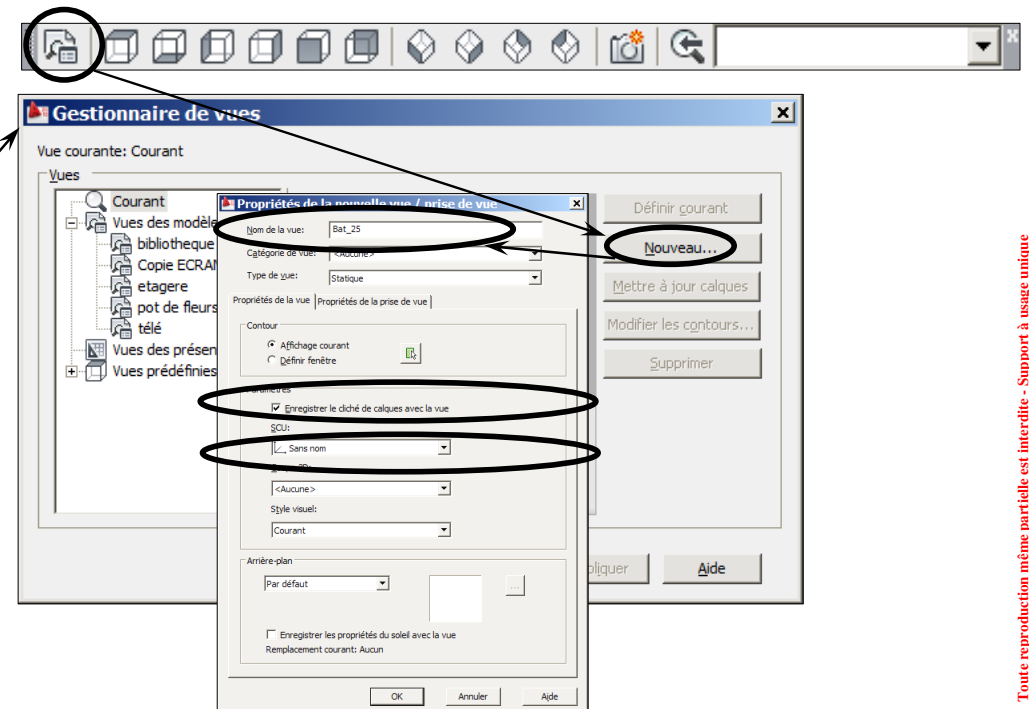 Gestionnaire de vues
Vue courante: Courant
Vues
Courant
Vues des modèle
bibliotheque
Copie ECRAN
etagere
pot de fleurs
télé
Vues des présen
Vues prédéfinies
Définir courant
Nouveau...
Mettre à jour calques
Modifier les contours...
Supprimer
pliquer
Aide
Propriétés de la nouvelle vue / prise de vue
Nom de la vue: Bat_25
Catégorie de vue: <Aucune>
Type de vue: Statique
Propriétés de la vue Propriétés de la prise de vue
Contour
Affichage courant
Définir fenêtre
Paramètres
Enregistrer le cliché de calques avec la vue
SCU:
Sans nom
<Aucune>
Style visuel:
Courant
Arrière-plan
Par défaut
...
Enregistrer les propriétés du soleil avec la vue
Remplacement courant: Aucun
OK Annuler Aide
Toute reproduction même partielle est interdite - Support à usage unique